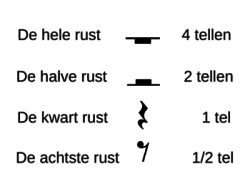 De hele rust 4 tellen
De halve rust 2 tellen
De kwart rust 1 tel
De achtste rust 1/2 tel